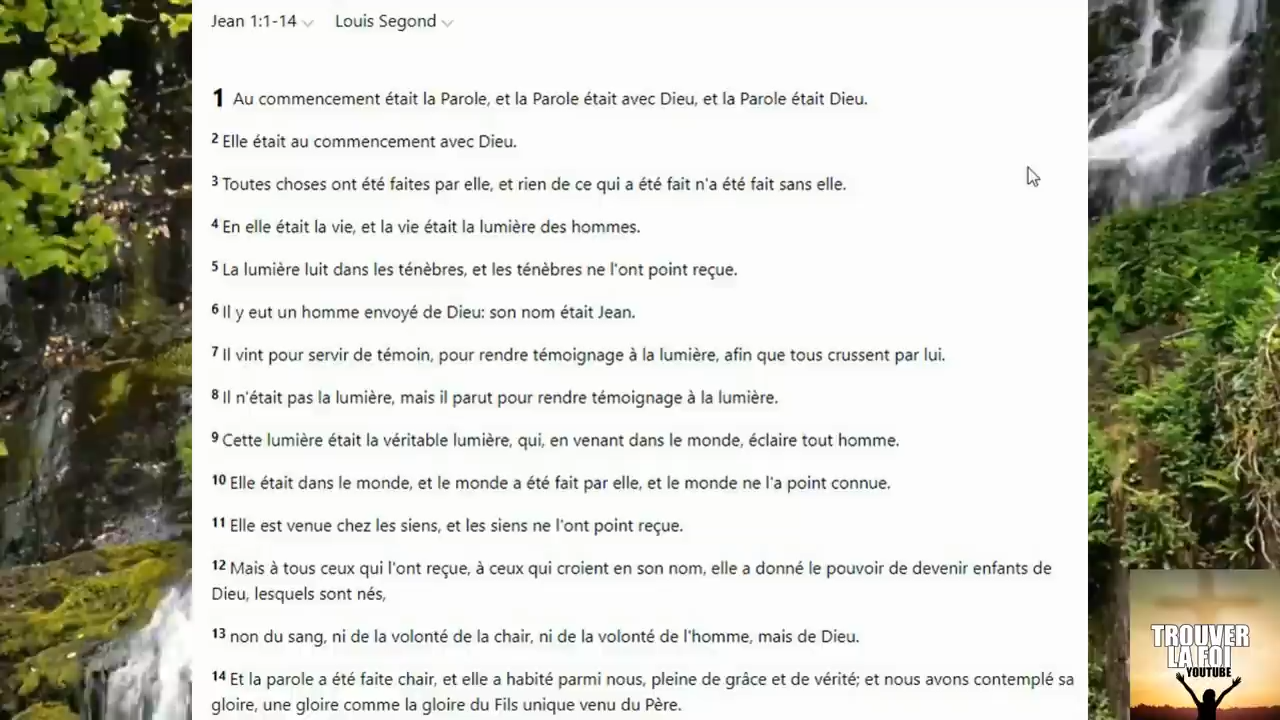 Jean 1:1-14 Louis Segond
1 Au commencement était la Parole, et la Parole était avec Dieu, et la Parole était Dieu.
2 Elle était au commencement avec Dieu.
3 Toutes choses ont été faites par elle, et rien de ce qui a été fait n'a été fait sans elle.
4 En elle était la vie, et la vie était la lumière des hommes.
5 La lumière luit dans les ténèbres, et les ténèbres ne l'ont point reçue.
6 Il y eut un homme envoyé de Dieu: son nom était Jean.
7 Il vint pour servir de témoin, pour rendre témoignage à la lumière, afin que tous crussent par lui.
8 Il n'était pas la lumière, mais il parut pour rendre témoignage à la lumière.
9 Cette lumière était la véritable lumière, qui, en venant dans le monde, éclaire tout homme.
10 Elle était dans le monde, et le monde a été fait par elle, et le monde ne l'a point connue.
11 Elle est venue chez les siens, et les siens ne l'ont point reçue.
12 Mais à tous ceux qui l'ont reçue, à ceux qui croient en son nom, elle a donné le pouvoir de devenir enfants de
Dieu, lesquels sont nés,
13 non du sang, ni de la volonté de la chair, ni de la volonté de l'homme, mais de Dieu.
14 Et la parole a été faite chair, et elle a habité parmi nous, pleine de grâce et de vérité; et nous avons contemplé sa
gloire, une gloire comme la gloire du Fils unique venu du Père.
TROUVER
LA FOI
YOUTUBE